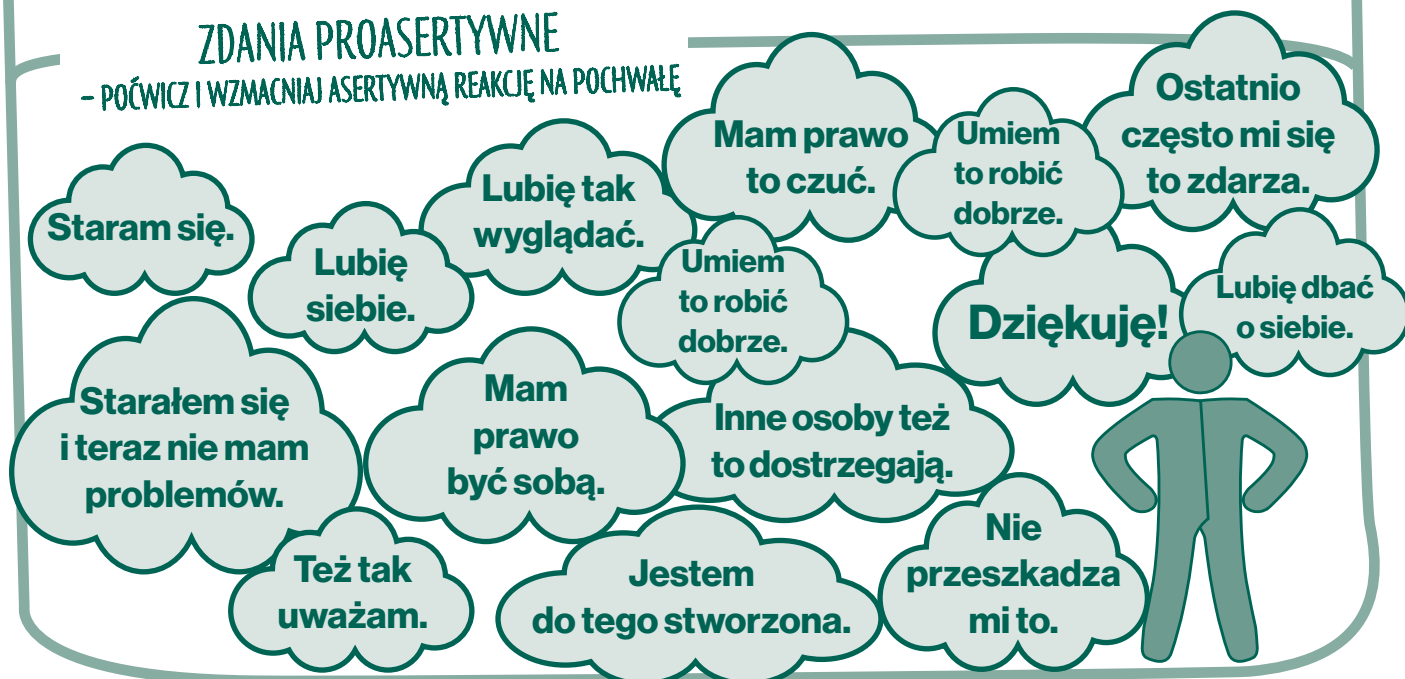 ZDANIA PROASERTYWNE
– POĆWICZ I WZMACNIAJ ASERTYWNĄ REAKCJĘ NA POCHWAŁĘ
Staram się.
Lubię
siebie.
Lubię tak
wyglądać.
Mam prawo
to czuć.
Umiem
to robić
dobrze.
Ostatnio
często mi się
to zdarza.
Umiem
to robić
dobrze.
Dziękuję!
Lubię dbać
o siebie.
Starałem się
i teraz nie mam
problemów.
Mam
prawo
być sobą.
Inne osoby też
to dostrzegają.
Też tak
uważam.
Jestem
do tego stworzona.
Nie
przeszkadza
mi to.